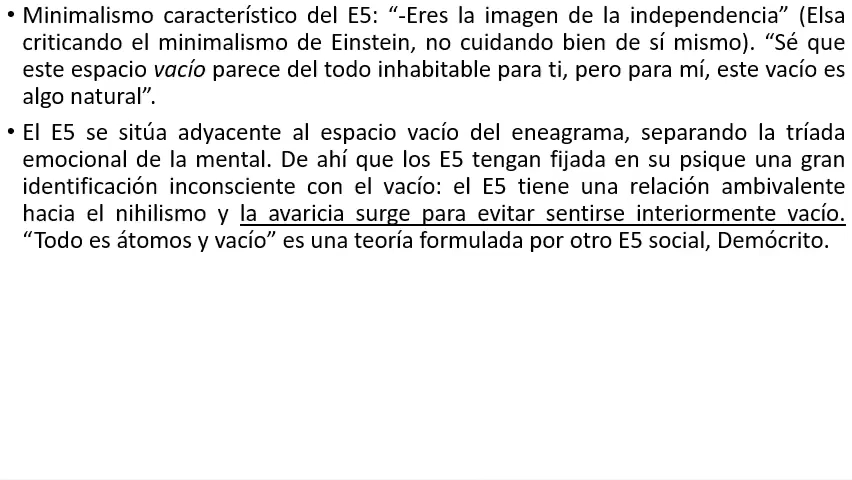 • Minimalismo característico del E5: “-Eres la imagen de la independencia” (Elsa
criticando el minimalismo de Einstein, no cuidando bien de sí mismo). “Sé que
este espacio vacío parece del todo inhabitable para ti, pero para mí, este vacío es
algo natural”.
• El E5 se sitúa adyacente al espacio vacío del eneagrama, separando la tríada
emocional de la mental. De ahí que los E5 tengan fijada en su psique una gran
identificación inconsciente con el vacío: el E5 tiene una relación ambivalente
hacia el nihilismo y la avaricia surge para evitar sentirse interiormente vacío.
“Todo es átomos y vacío” es una teoría formulada por otro E5 social, Demócrito.